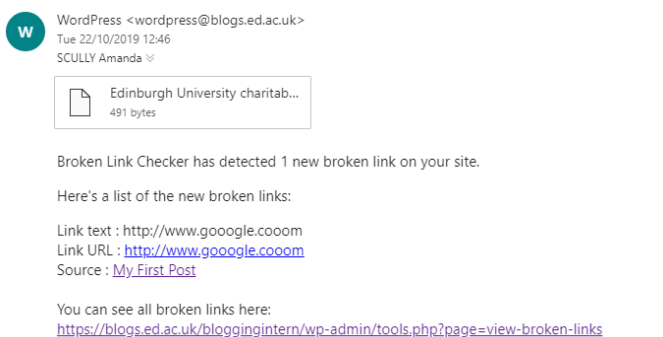 W
WordPress <wordpress@blogs.ed.ac.uk>
Tue 22/10/2019 12:46
SCULLY Amanda
Edinburgh University charitab...
491 bytes
Broken Link Checker has detected 1 new broken link on your site.
Here's a list of the new broken links:
Link text : http://www.gooogle.cooom
Link URL : http://www.gooogle.cooom
Source : My First Post
You can see all broken links here:
https://blogs.ed.ac.uk/bloggingintern/wp-admin/tools.php?page=view-broken-links